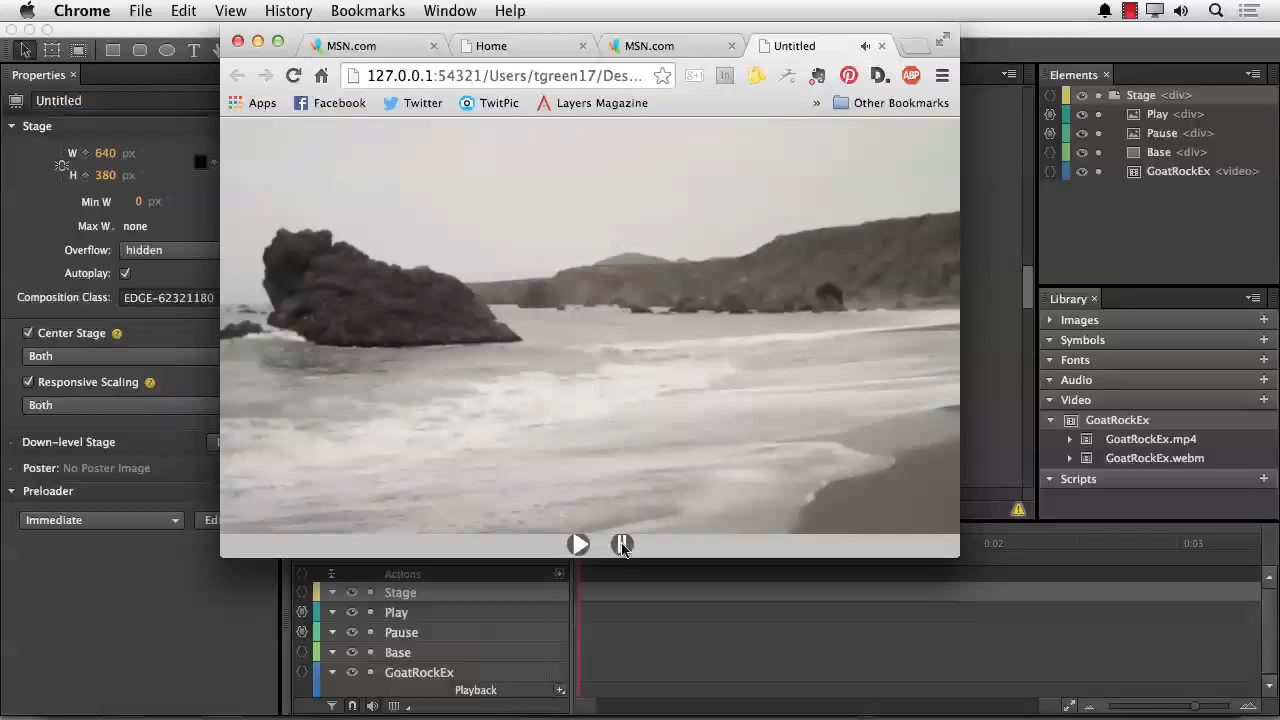 Chrome File Edit View History Bookmarks Window Help
MSN.com Home MSN.com Untitled
127.0.0.1:54321/Users/tgreen17/Des...
Apps Facebook Twitter TwitPic Layers Magazine » Other Bookmarks
T
Properties
Untitled
Stage
W 640 px
H 380 px
Min W 0 px
Max W. none
Overflow: hidden
Autoplay:
Composition Class: EDGE-62321180
Center Stage
Both
Responsive Scaling
Both
Down-level Stage
Poster: No Poster Image
Preloader
Immediate
Elements
Stage <div>
Play <div>
Pause <div>
Base <div>
GoatRockEx <video>
Library
Images
Symbols
Fonts
Audio
Video
GoatRockEx
GoatRockEx.mp4
GoatRockEx.webm
Scripts
0:02 0:03
Actions
Stage
Play
Pause
Base
GoatRockEx
Playback